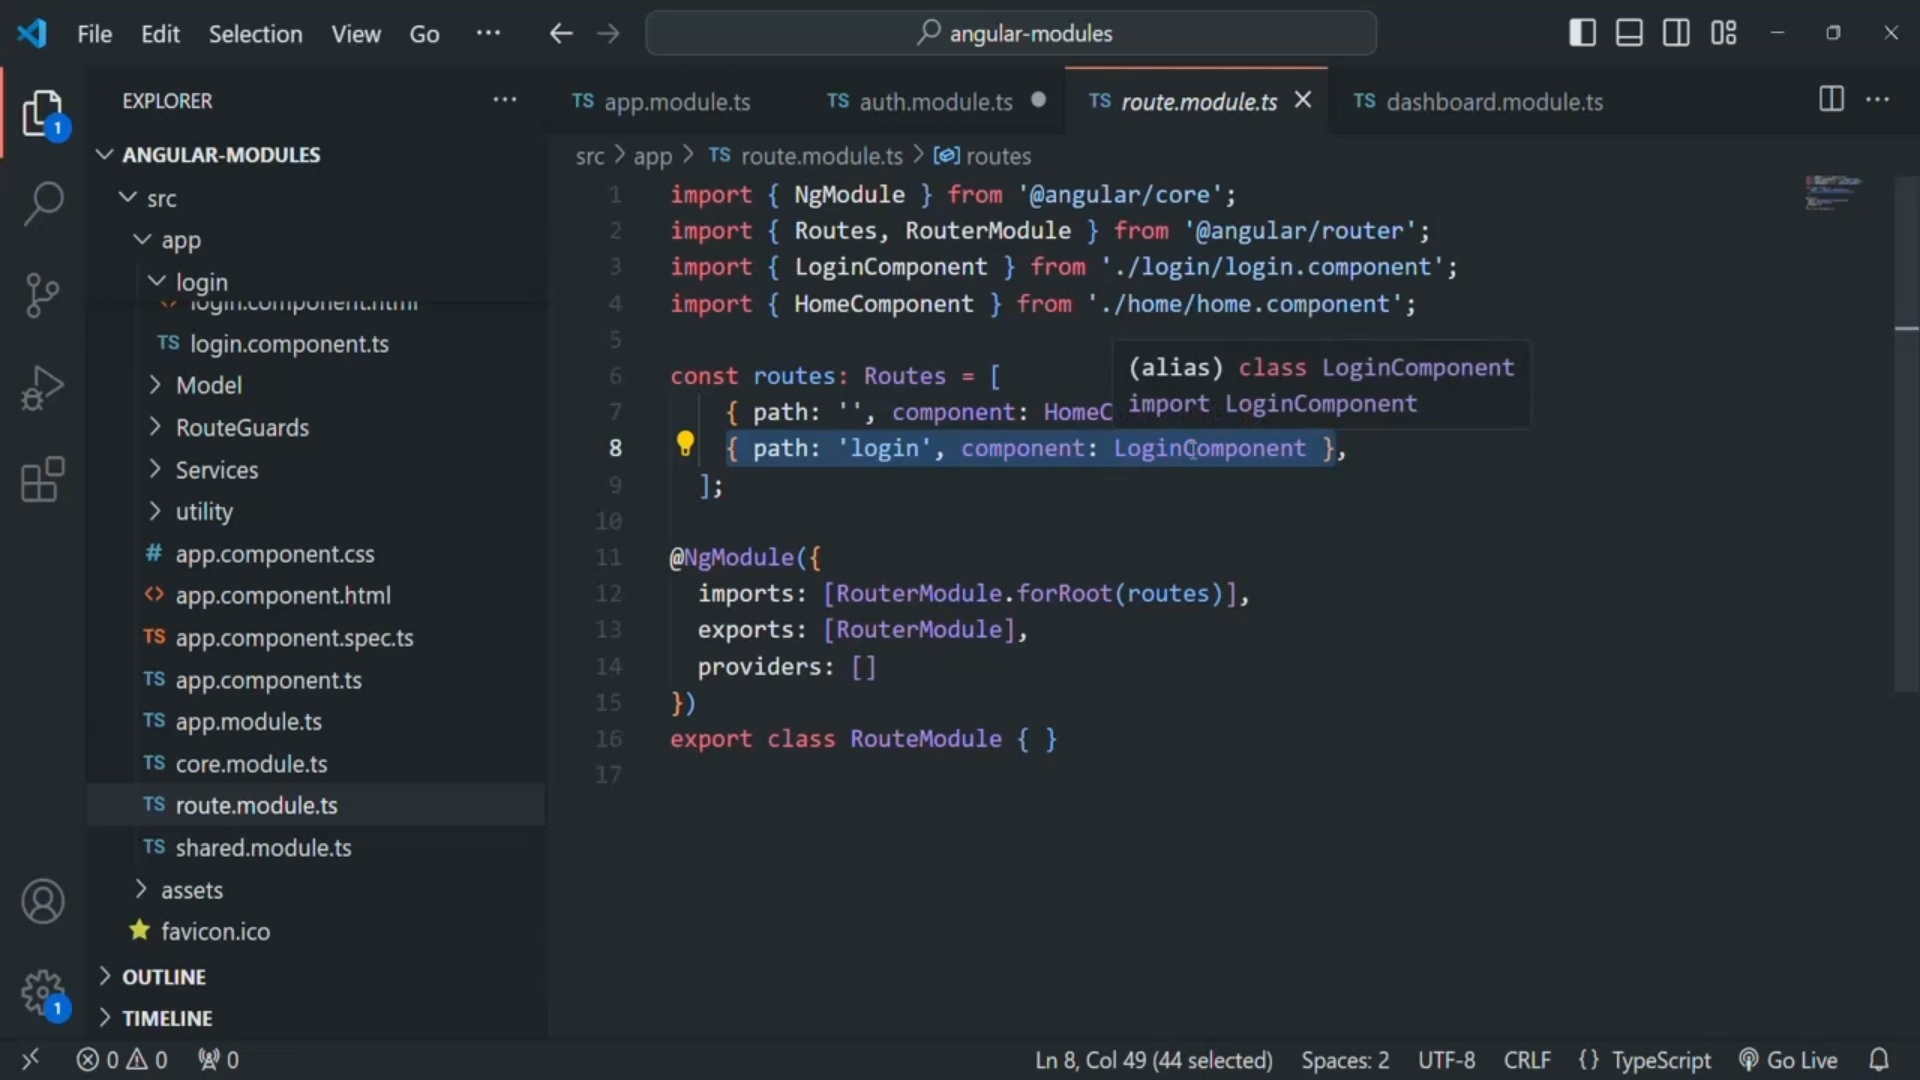 File Edit Selection View Go ··· angular-modules
EXPLORER ···
ANGULAR-MODULES
src
app
login
login.component.html
TS login.component.ts
Model
RouteGuards
Services
utility
# app.component.css
<> app.component.html
TS app.component.spec.ts
TS app.component.ts
TS app.module.ts
TS core.module.ts
TS route.module.ts
TS shared.module.ts
assets
favicon.ico
OUTLINE
TIMELINE
1
1
TS app.module.ts TS auth.module.ts TS route.module.ts TS dashboard.module.ts ···
src > app > TS route.module.ts > routes
1 import { NgModule } from '@angular/core';
2 import { Routes, RouterModule } from '@angular/router';
3 import { LoginComponent } from './login/login.component';
4 import { HomeComponent } from './home/home.component';
5
6 const routes: Routes = [
(alias) class LoginComponent
import LoginComponent
7 { path: '', component: HomeC
8 { path: 'login', component: LoginComponent },
9 ];
10
11 @NgModule({
12 imports: [RouterModule.forRoot(routes)],
13 exports: [RouterModule],
14 providers: []
15 })
16 export class RouteModule { }
17
0 0 0 Ln 8, Col 49 (44 selected) Spaces: 2 UTF-8 CRLF {} TypeScript Go Live